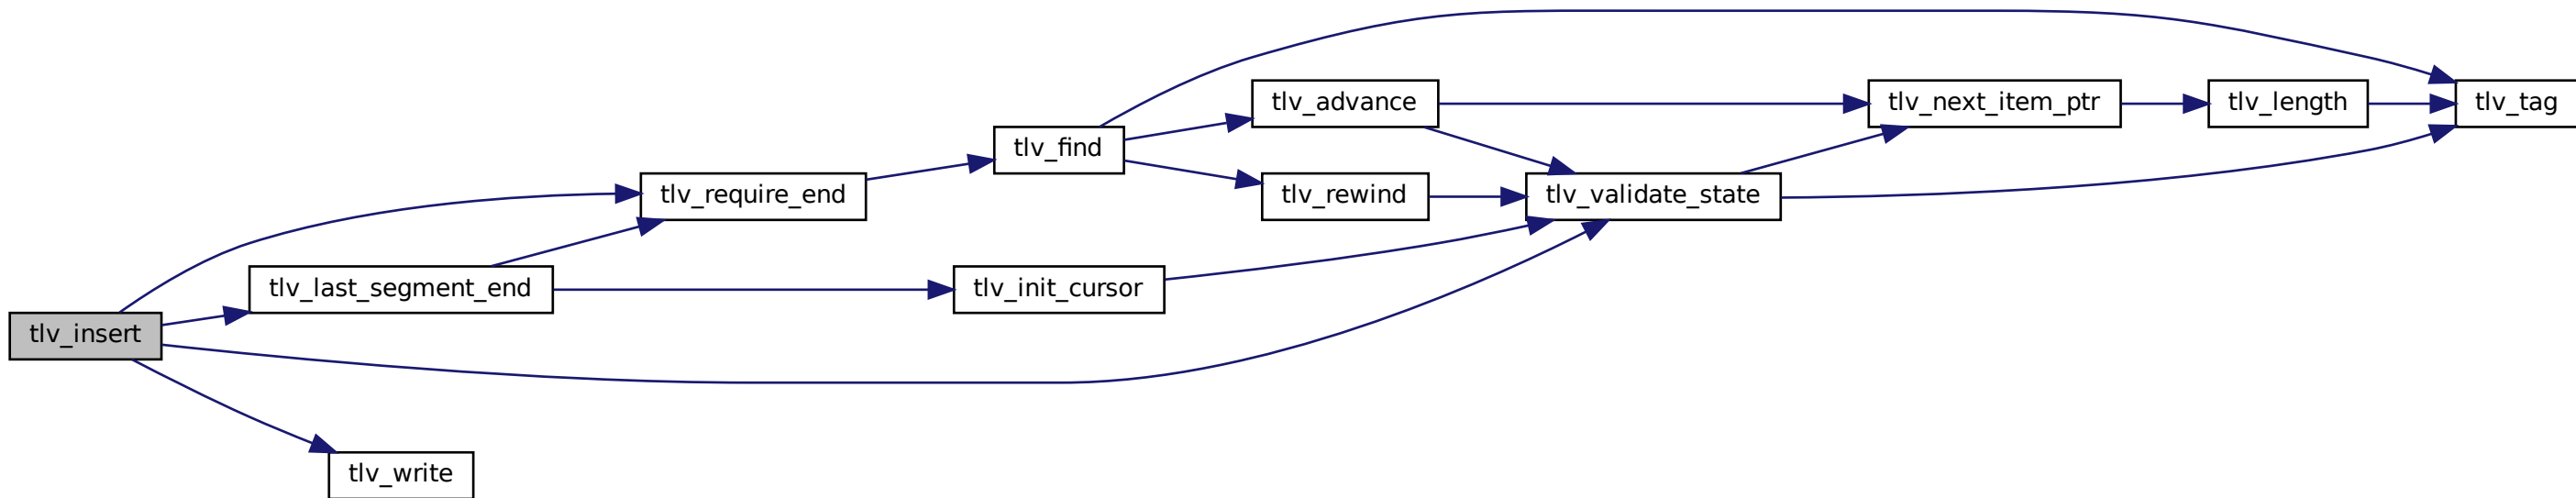 tlv_insert
tlv_last_segment_end
tlv_write
tlv_require_end
tlv_init_cursor
tlv_find
tlv_advance
tlv_rewind
tlv_validate_state
tlv_next_item_ptr
tlv_length
tlv_tag